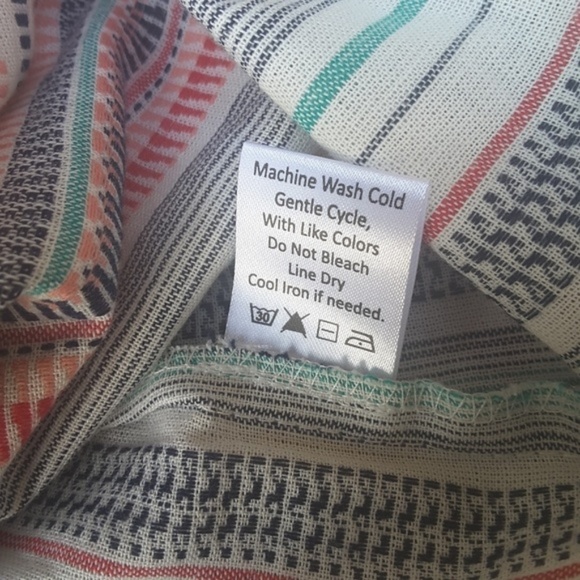 Machine Wash Cold
Gentle Cycle,
With Like Colors
Do Not Bleach
Line Dry
Cool Iron if needed.
30